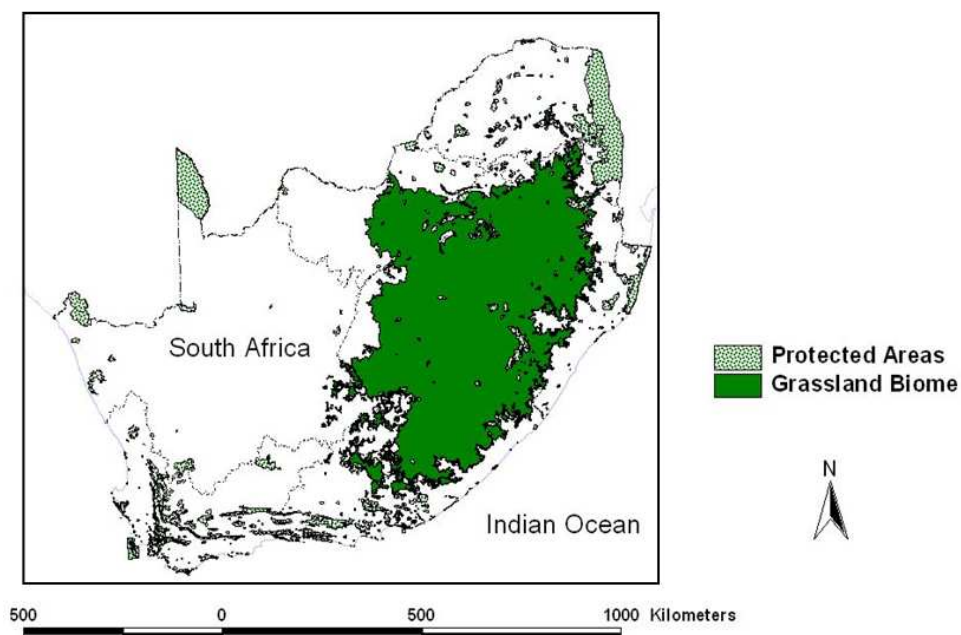 South Africa
Indian Ocean
Protected Areas
Grassland Biome
N
500 0 500 1000 Kilometers